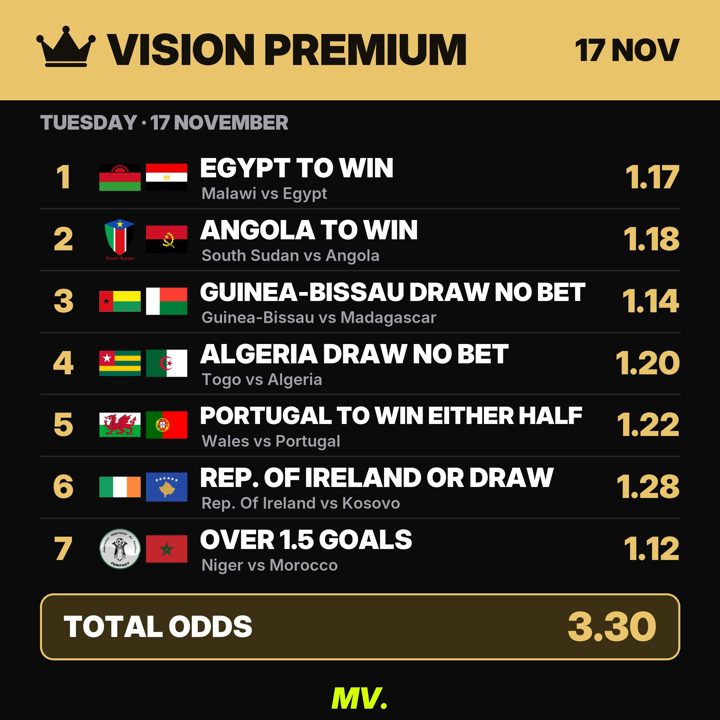 VISION PREMIUM
17 NOV
TUESDAY · 17 NOVEMBER
1 EGYPT TO WIN 1.17
Malawi vs Egypt
2 ANGOLA TO WIN 1.18
South Sudan vs Angola
South Sudan
3 GUINEA-BISSAU DRAW NO BET 1.14
Guinea-Bissau vs Madagascar
4 ALGERIA DRAW NO BET 1.20
Togo vs Algeria
5 PORTUGAL TO WIN EITHER HALF 1.22
Wales vs Portugal
6 REP. OF IRELAND OR DRAW 1.28
Rep. Of Ireland vs Kosovo
7 OVER 1.5 GOALS 1.12
Niger vs Morocco
TOTAL ODDS 3.30
MV.